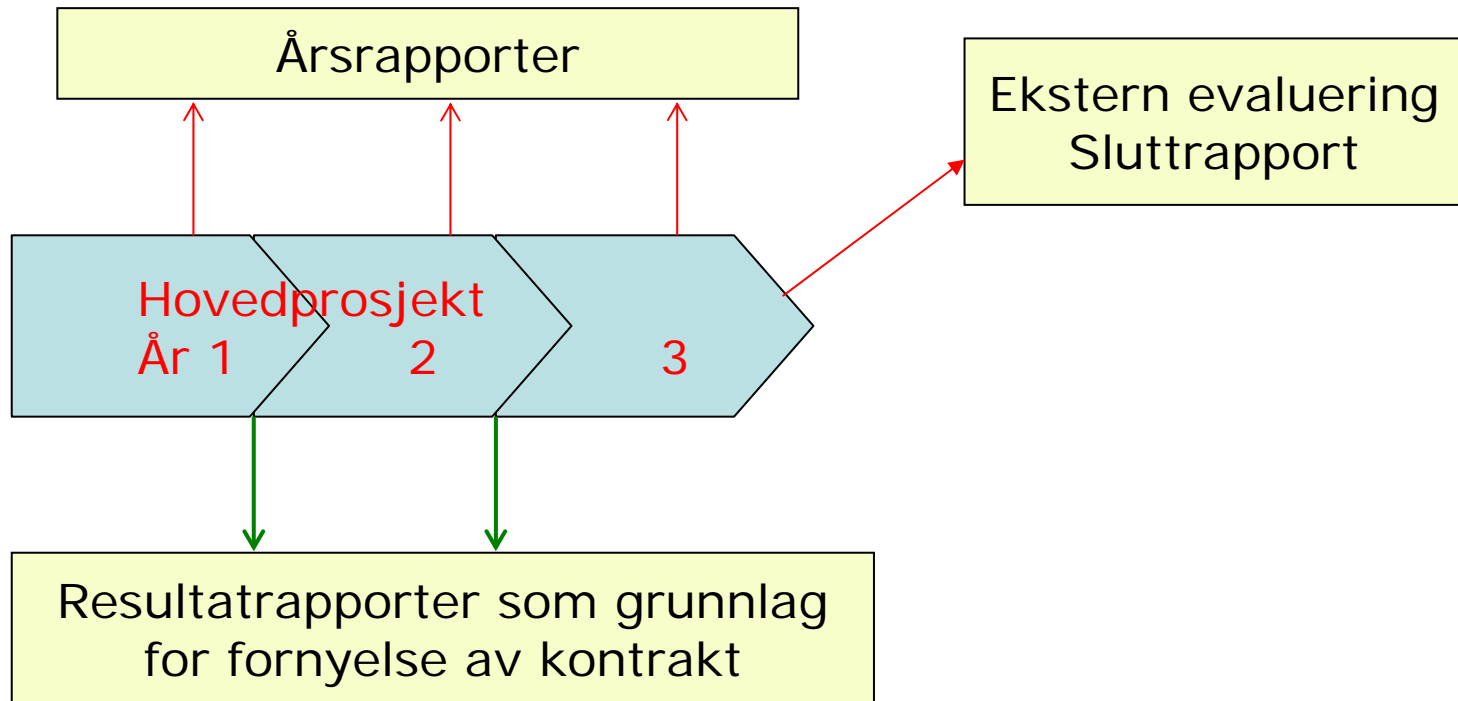 Årsrapporter
Ekstern evaluering
Sluttrapport
Hovedprosjekt
År 1 2 3
Resultatrapporter som grunnlag
for fornyelse av kontrakt